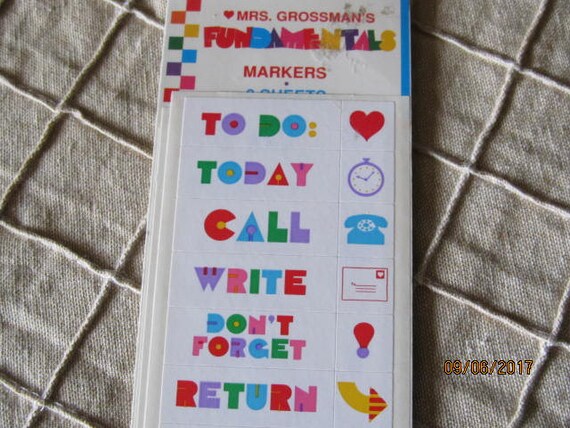 ♥ MRS. GROSSMAN'S
FUNDAMENTALS
MARKERS
TO DO:
TODAY
CALL
WRITE
DON'T
FORGET
RETURN
09/06/2017